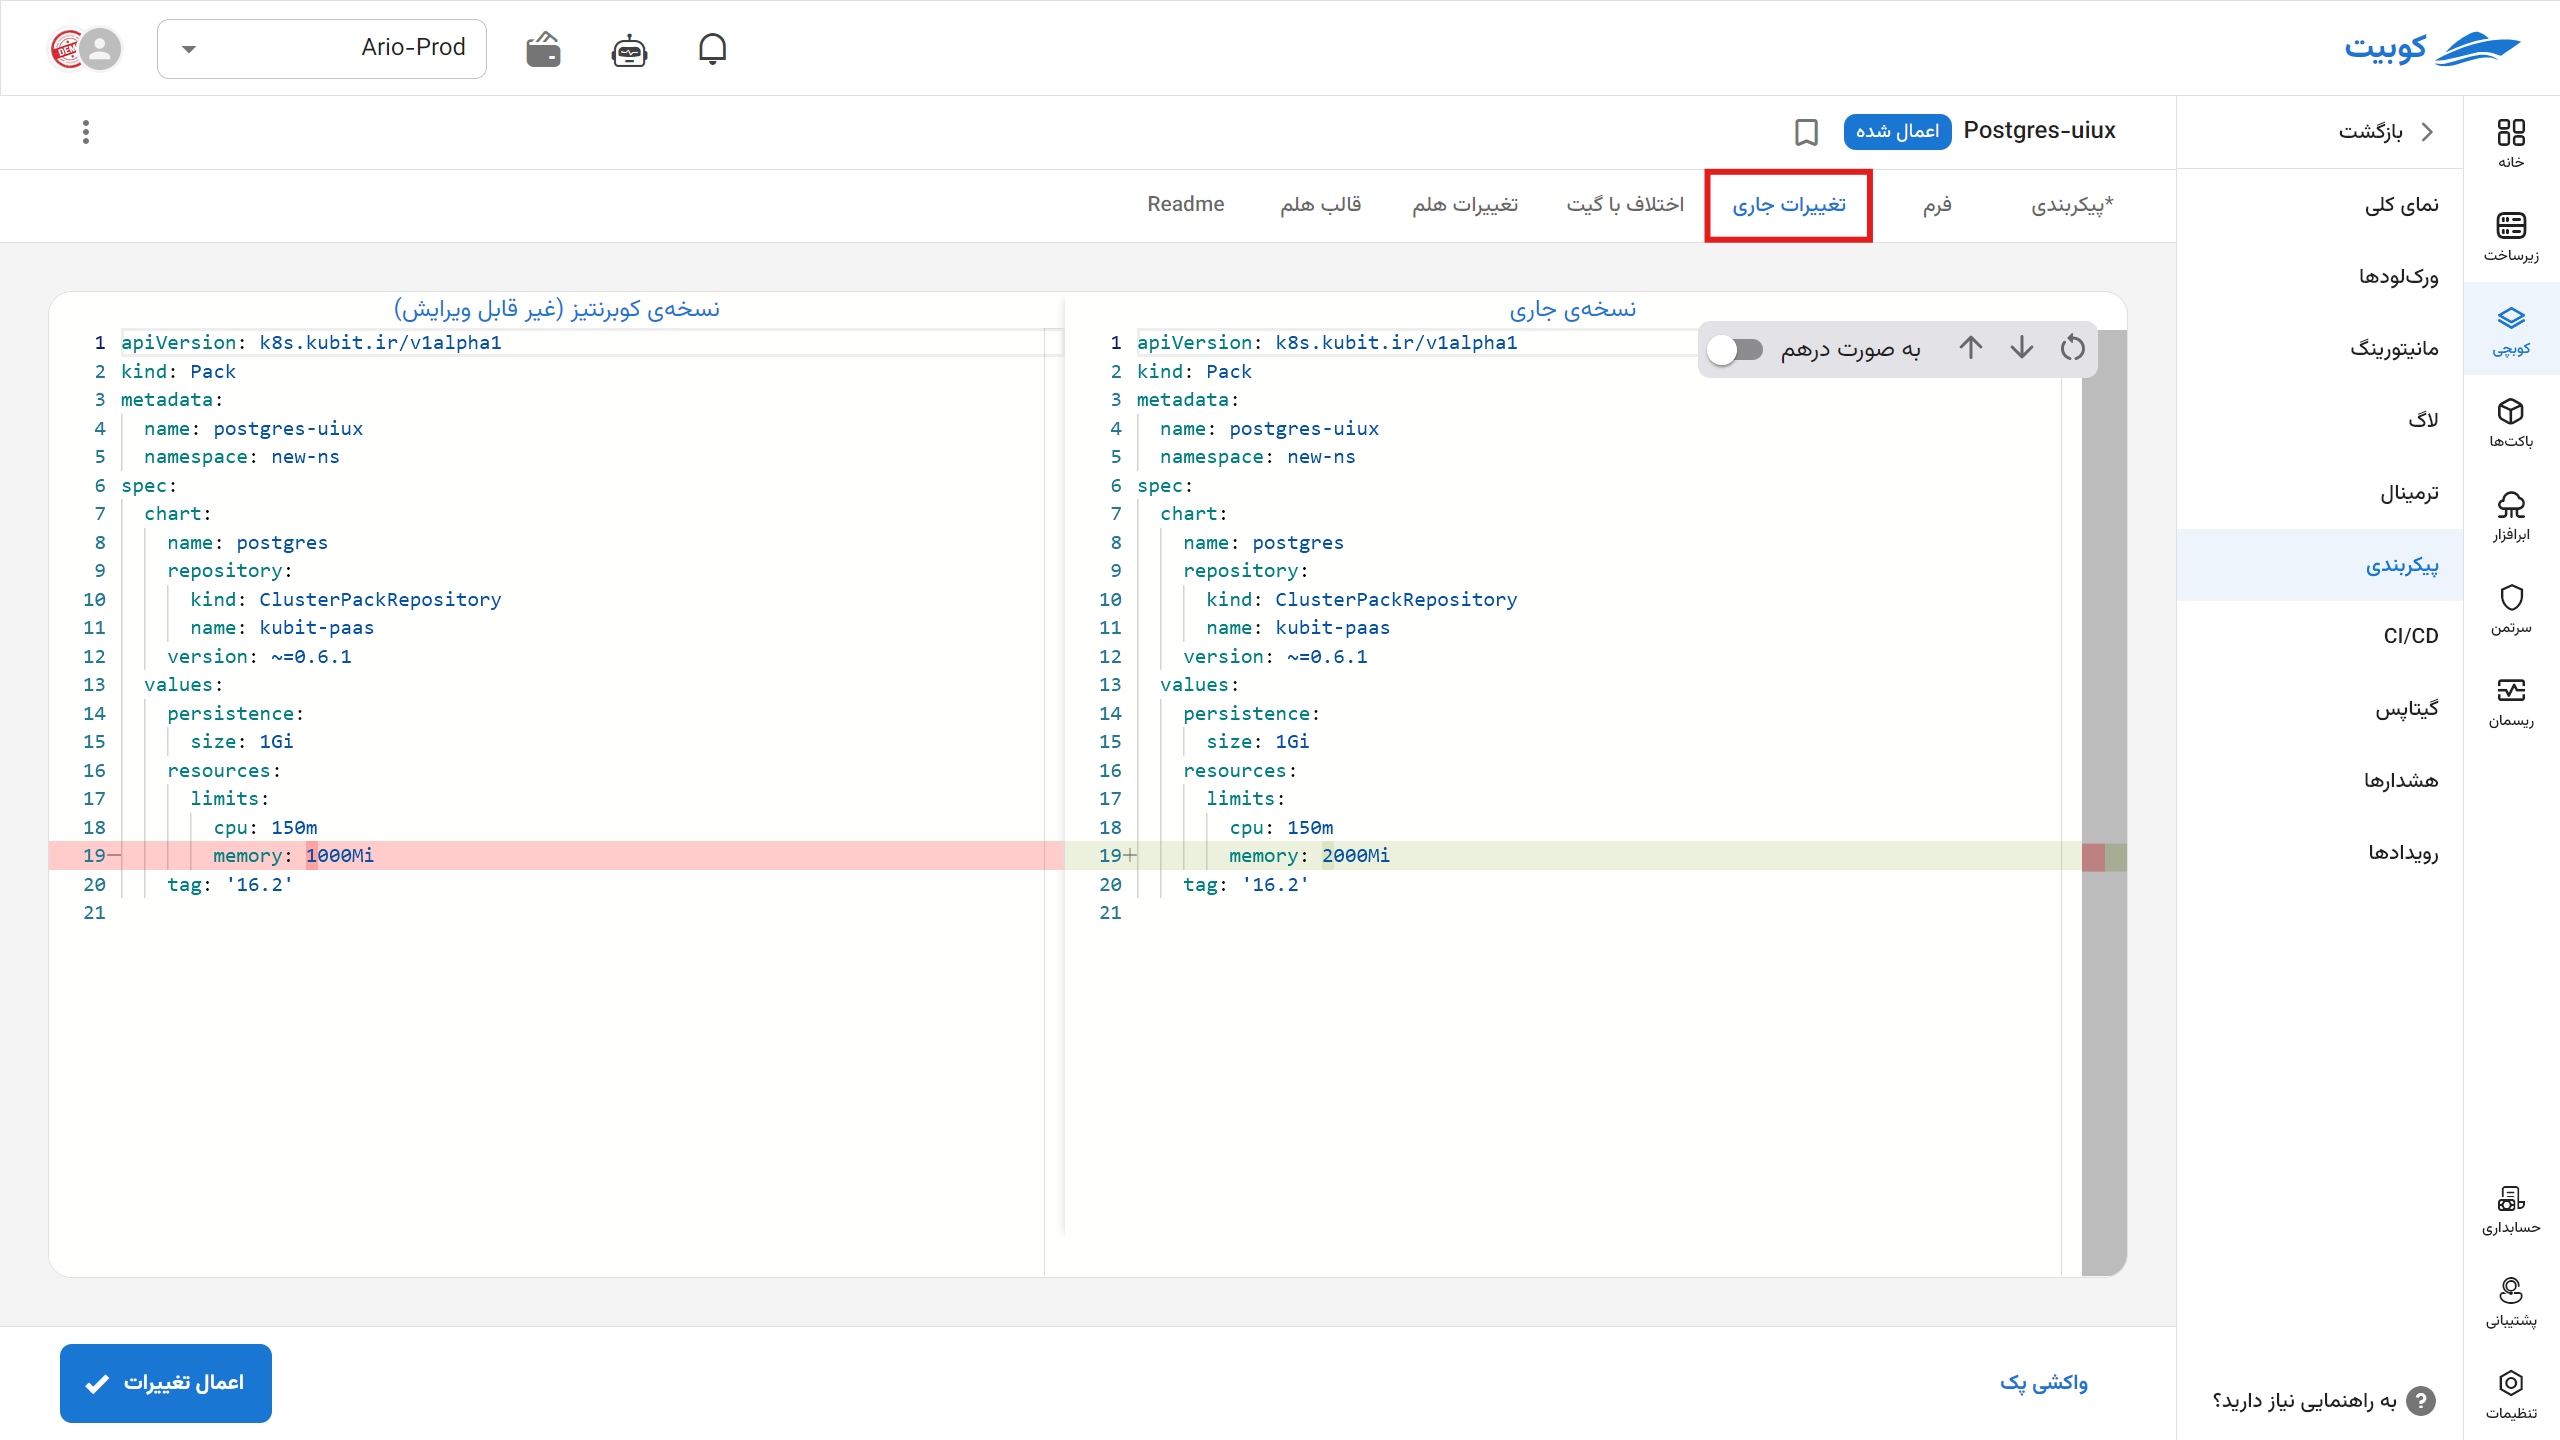 کوبیت
Ario-Prod
DEMO
خانه
زیرساخت
کوبچی
باکت‌ها
ابرافزار
سرتمن
ریسمان
حسابداری
پشتیبانی
تنظیمات
بازگشت
نمای کلی
ورک‌لودها
مانیتورینگ
لاگ
ترمینال
پیکربندی
CI/CD
گیتاپس
هشدارها
رویدادها
به راهنمایی نیاز دارید؟
Postgres-uiux اعمال شده
*پیکربندی فرم تغییرات جاری اختلاف با گیت تغییرات هلم قالب هلم Readme
نسخه‌ی کوبرنتیز (غیر قابل ویرایش)
1 apiVersion: k8s.kubit.ir/v1alpha1
2 kind: Pack
3 metadata:
4 name: postgres-uiux
5 namespace: new-ns
6 spec:
7 chart:
8 name: postgres
9 repository:
10 kind: ClusterPackRepository
11 name: kubit-paas
12 version: ~=0.6.1
13 values:
14 persistence:
15 size: 1Gi
16 resources:
17 limits:
18 cpu: 150m
19− memory: 1000Mi
20 tag: '16.2'
21
نسخه‌ی جاری
به صورت درهم
1 apiVersion: k8s.kubit.ir/v1alpha1
2 kind: Pack
3 metadata:
4 name: postgres-uiux
5 namespace: new-ns
6 spec:
7 chart:
8 name: postgres
9 repository:
10 kind: ClusterPackRepository
11 name: kubit-paas
12 version: ~=0.6.1
13 values:
14 persistence:
15 size: 1Gi
16 resources:
17 limits:
18 cpu: 150m
19+ memory: 2000Mi
20 tag: '16.2'
21
واکشی پک
اعمال تغییرات